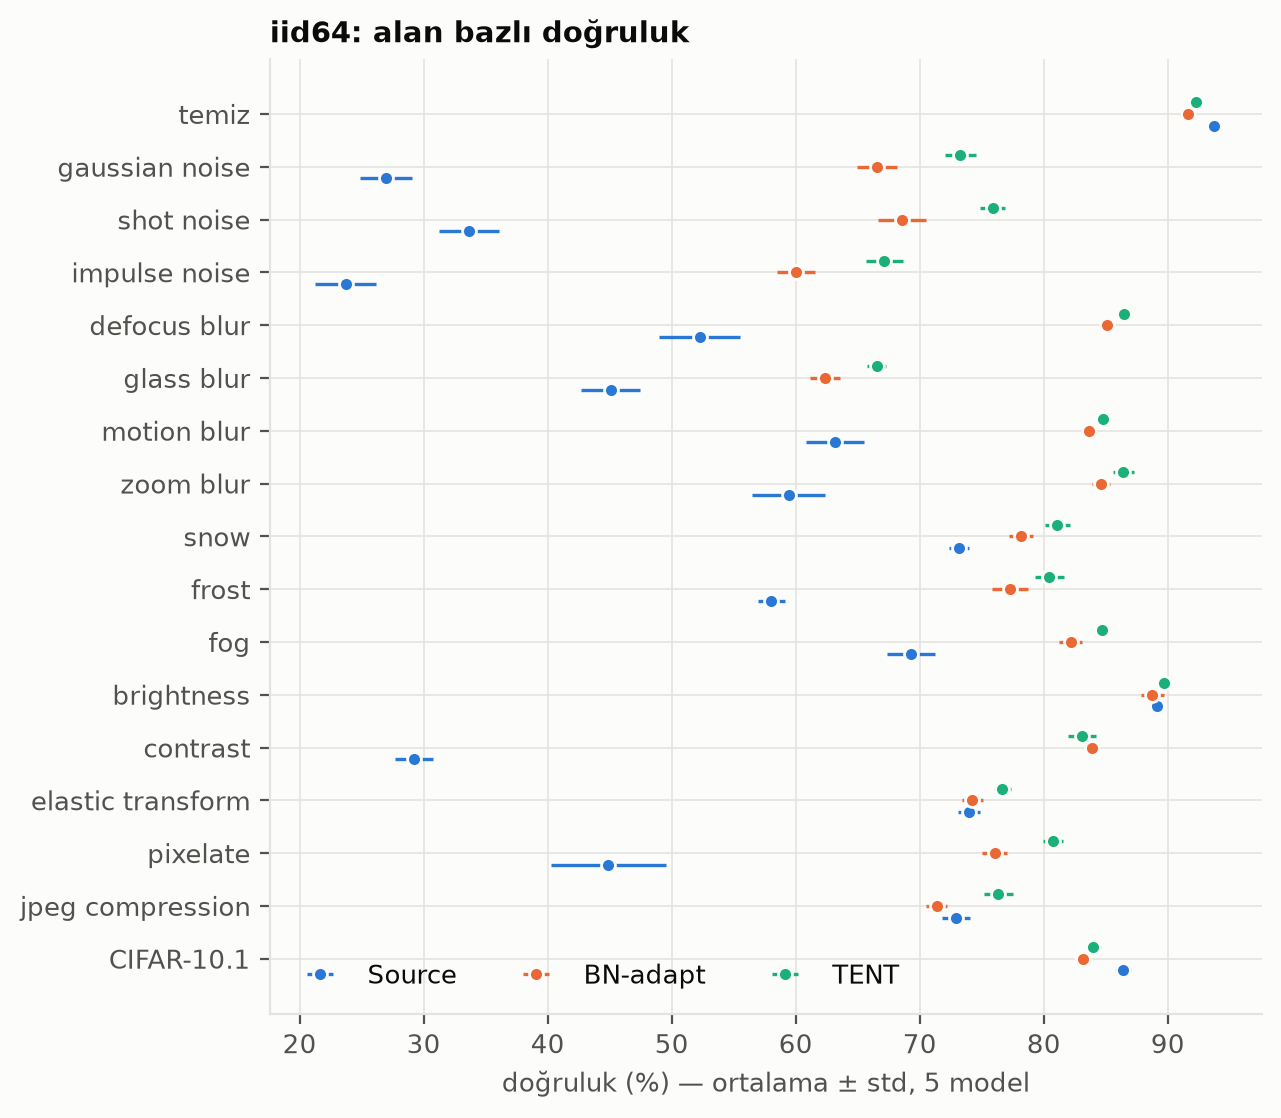 iid64: alan bazlı doğruluk
temiz
gaussian noise
shot noise
impulse noise
defocus blur
glass blur
motion blur
zoom blur
snow
frost
fog
brightness
contrast
elastic transform
pixelate
jpeg compression
CIFAR-10.1
Source BN-adapt TENT
20 30 40 50 60 70 80 90
doğruluk (%) — ortalama ± std, 5 model